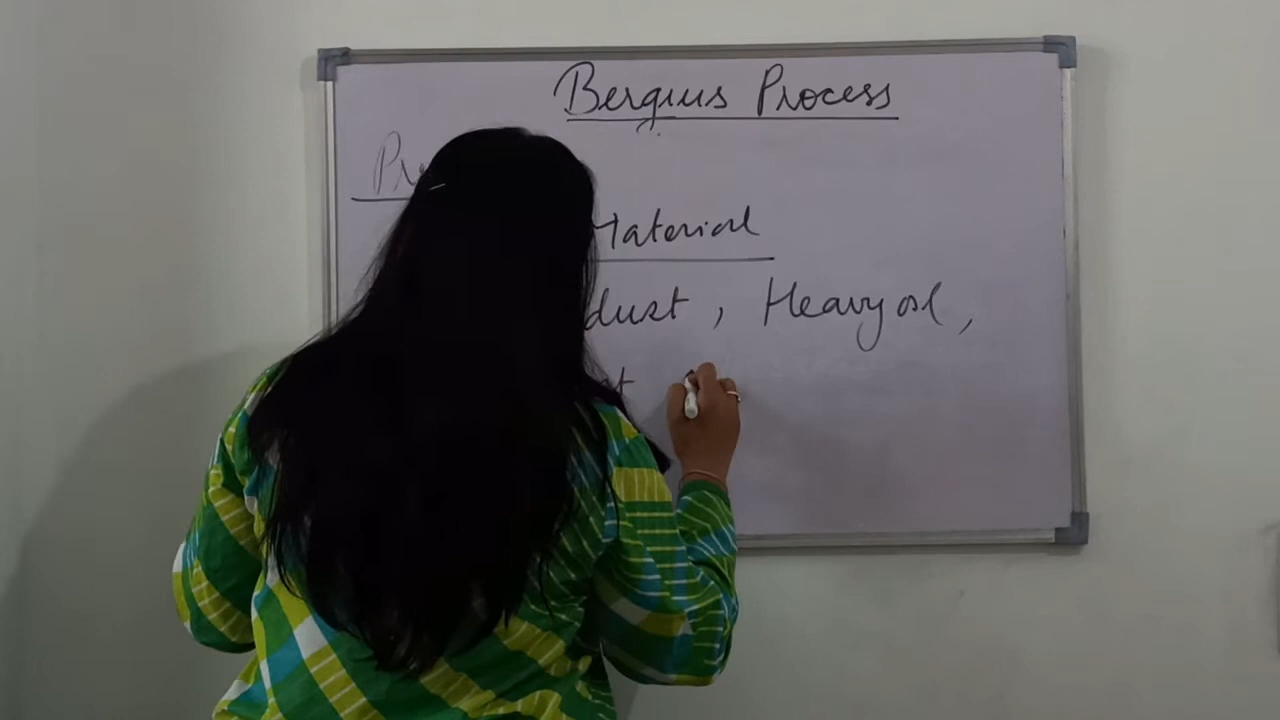 Bergius Process
Material
dust , Heavy oil ,